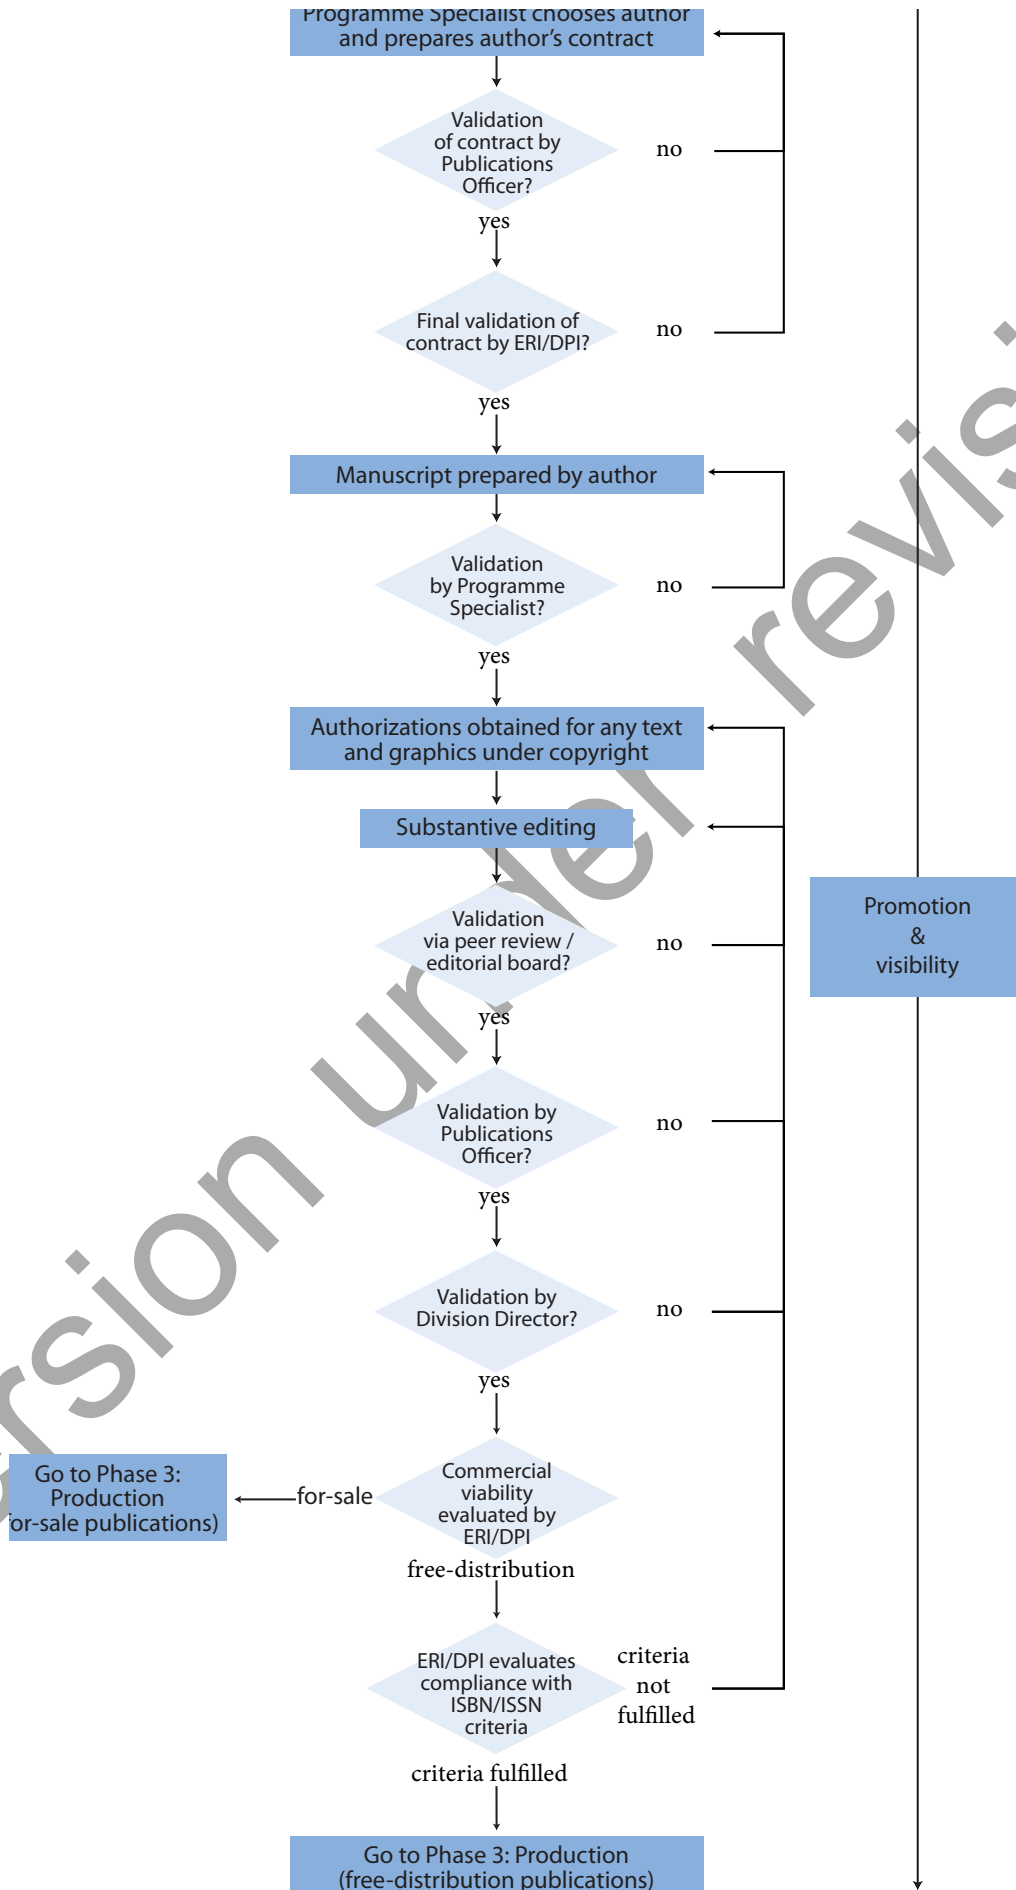 Programme Specialist chooses author
and prepares author’s contract
Validation
of contract by
Publications
Officer?
no
yes
Final validation of
contract by ERI/DPI?
no
yes
Manuscript prepared by author
Validation
by Programme
Specialist?
no
yes
Authorizations obtained for any text
and graphics under copyright
Substantive editing
Validation
via peer review /
editorial board?
no
Promotion
&
visibility
yes
Validation by
Publications
Officer?
no
yes
Validation by
Division Director?
no
yes
Commercial
viability
evaluated by
ERI/DPI
for-sale
Go to Phase 3:
Production
for-sale publications)
free-distribution
ERI/DPI evaluates
compliance with
ISBN/ISSN
criteria
criteria
not
fulfilled
criteria fulfilled
Go to Phase 3: Production
(free-distribution publications)
ersion under revisi